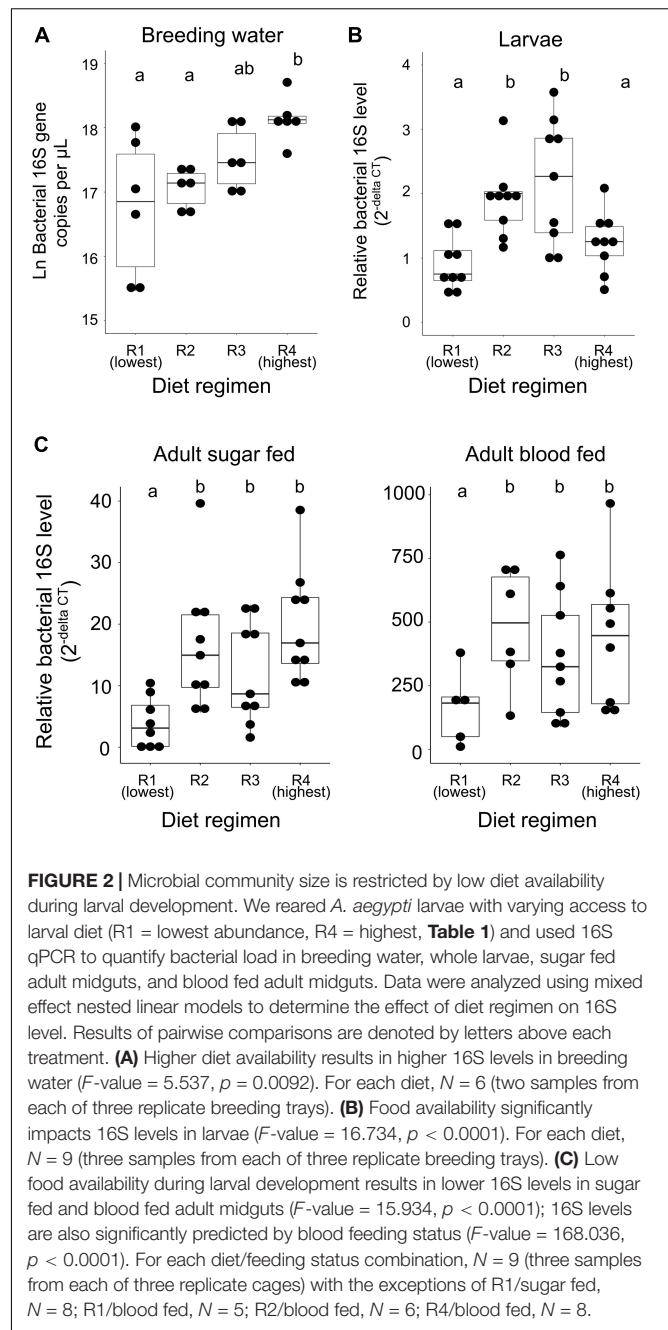 A
Breeding water
19
18
17
16
15
Ln Bacterial 16S gene
copies per µL
a a ab b
R1 R2 R3 R4
(lowest) (highest)
Diet regimen
B
Larvae
4
3
2
1
0
Relative bacterial 16S level
(2-delta CT)
a b b a
R1 R2 R3 R4
(lowest) (highest)
Diet regimen
C
Adult sugar fed
40
30
20
10
0
Relative bacterial 16S level
(2-delta CT)
a b b b
R1 R2 R3 R4
(lowest) (highest)
Diet regimen
Adult blood fed
1000
750
500
250
0
a b b b
R1 R2 R3 R4
(lowest) (highest)
Diet regimen
FIGURE 2 | Microbial community size is restricted by low diet availability
during larval development. We reared A. aegypti larvae with varying access to
larval diet (R1 = lowest abundance, R4 = highest, Table 1) and used 16S
qPCR to quantify bacterial load in breeding water, whole larvae, sugar fed
adult midguts, and blood fed adult midguts. Data were analyzed using mixed
effect nested linear models to determine the effect of diet regimen on 16S
level. Results of pairwise comparisons are denoted by letters above each
treatment. (A) Higher diet availability results in higher 16S levels in breeding
water (F-value = 5.537, p = 0.0092). For each diet, N = 6 (two samples from
each of three replicate breeding trays). (B) Food availability significantly
impacts 16S levels in larvae (F-value = 16.734, p < 0.0001). For each diet,
N = 9 (three samples from each of three replicate breeding trays). (C) Low
food availability during larval development results in lower 16S levels in sugar
fed and blood fed adult midguts (F-value = 15.934, p < 0.0001); 16S levels
are also significantly predicted by blood feeding status (F-value = 168.036,
p < 0.0001). For each diet/feeding status combination, N = 9 (three samples
from each of three replicate cages) with the exceptions of R1/sugar fed,
N = 8; R1/blood fed, N = 5; R2/blood fed, N = 6; R4/blood fed, N = 8.